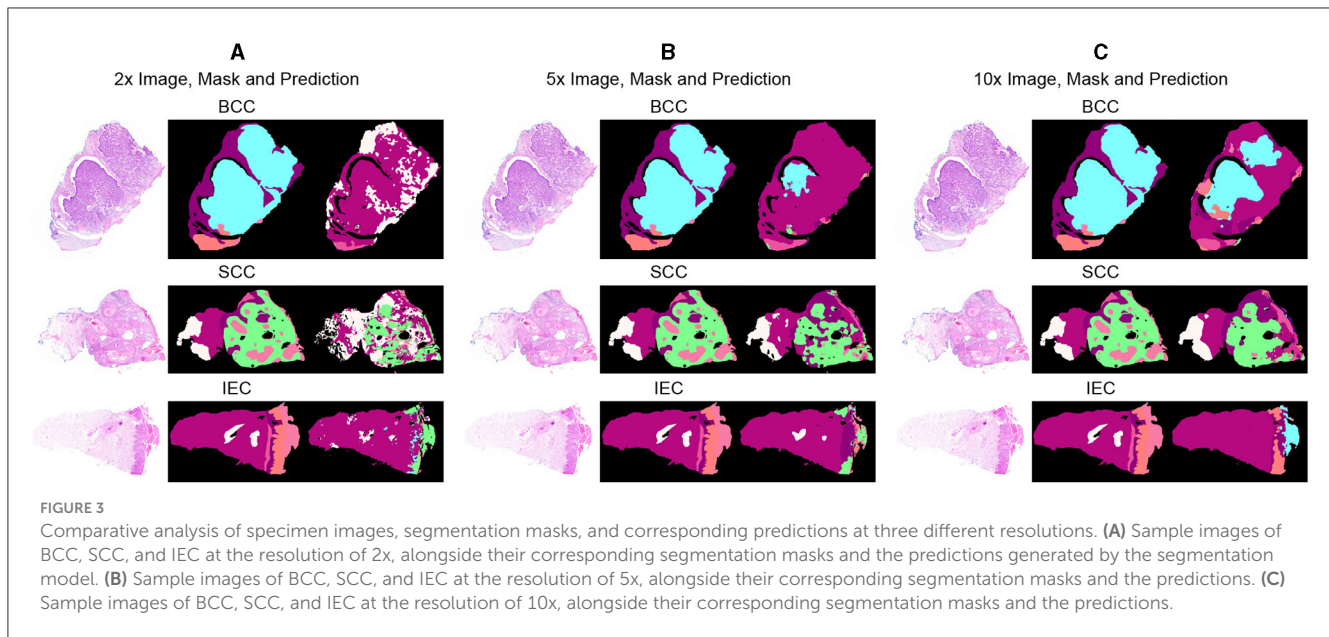 A
2x Image, Mask and Prediction
BCC
SCC
IEC
B
5x Image, Mask and Prediction
BCC
SCC
IEC
C
10x Image, Mask and Prediction
BCC
SCC
IEC
FIGURE 3
Comparative analysis of specimen images, segmentation masks, and corresponding predictions at three different resolutions. (A) Sample images of
BCC, SCC, and IEC at the resolution of 2x, alongside their corresponding segmentation masks and the predictions generated by the segmentation
model. (B) Sample images of BCC, SCC, and IEC at the resolution of 5x, alongside their corresponding segmentation masks and the predictions. (C)
Sample images of BCC, SCC, and IEC at the resolution of 10x, alongside their corresponding segmentation masks and the predictions.